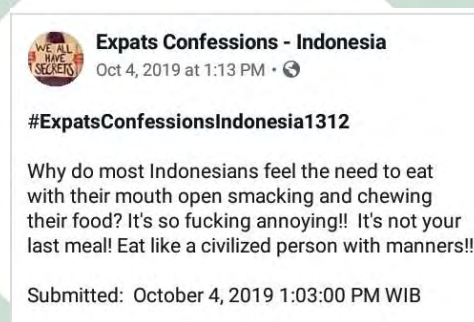 WE ALL
HAVE
SECRETS
Expats Confessions - Indonesia
Oct 4, 2019 at 1:13 PM ·
#ExpatsConfessionsIndonesia1312
Why do most Indonesians feel the need to eat
with their mouth open smacking and chewing
their food? It's so fucking annoying!!  It's not your
last meal! Eat like a civilized person with manners!!
Submitted:  October 4, 2019 1:03:00 PM WIB